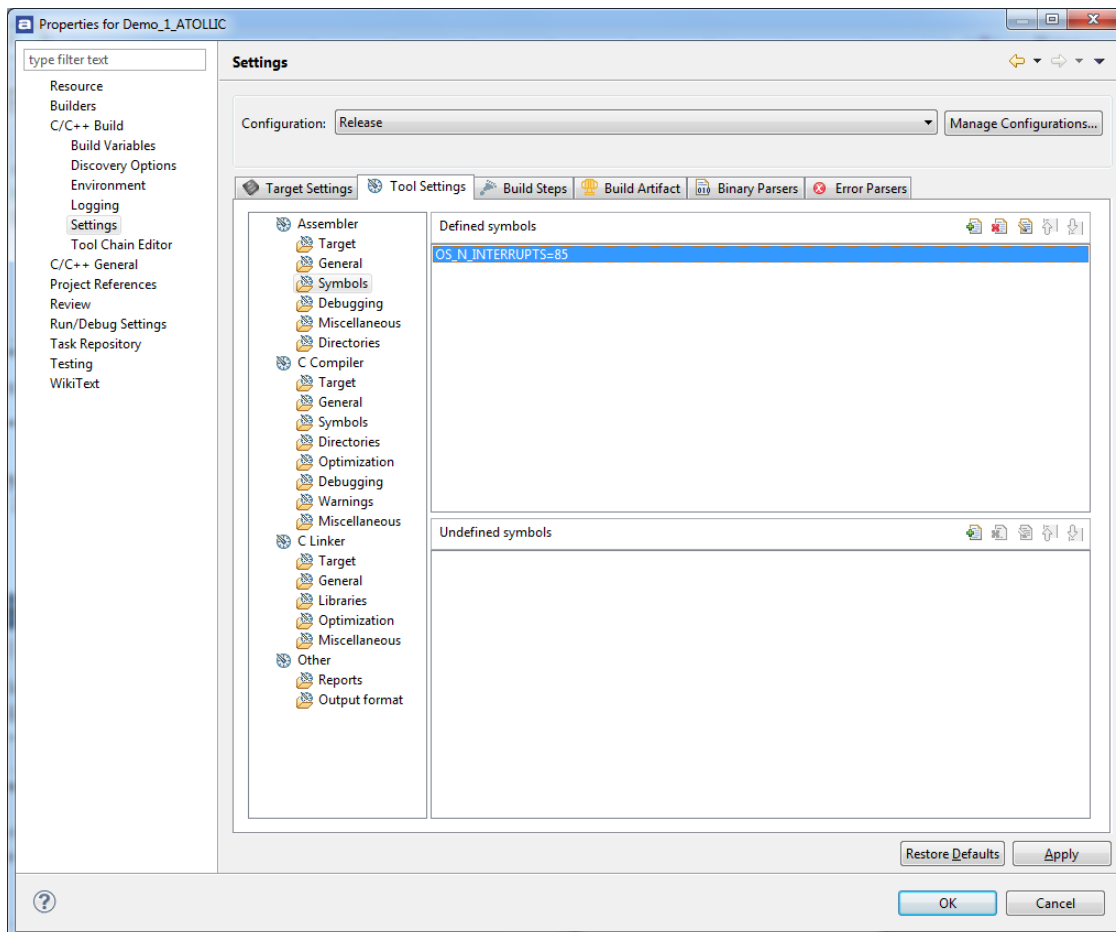 Properties for Demo_1_ATOLLIC
type filter text
Resource
Builders
C/C++ Build
Build Variables
Discovery Options
Environment
Logging
Settings
Tool Chain Editor
C/C++ General
Project References
Review
Run/Debug Settings
Task Repository
Testing
WikiText
Settings
Configuration: Release Manage Configurations...
Target Settings Tool Settings Build Steps Build Artifact Binary Parsers Error Parsers
Assembler
Target
General
Symbols
Debugging
Miscellaneous
Directories
C Compiler
Target
General
Symbols
Directories
Optimization
Debugging
Warnings
Miscellaneous
C Linker
Target
General
Libraries
Optimization
Miscellaneous
Other
Reports
Output format
Defined symbols
OS_N_INTERRUPTS=85
Undefined symbols
Restore Defaults Apply
OK Cancel